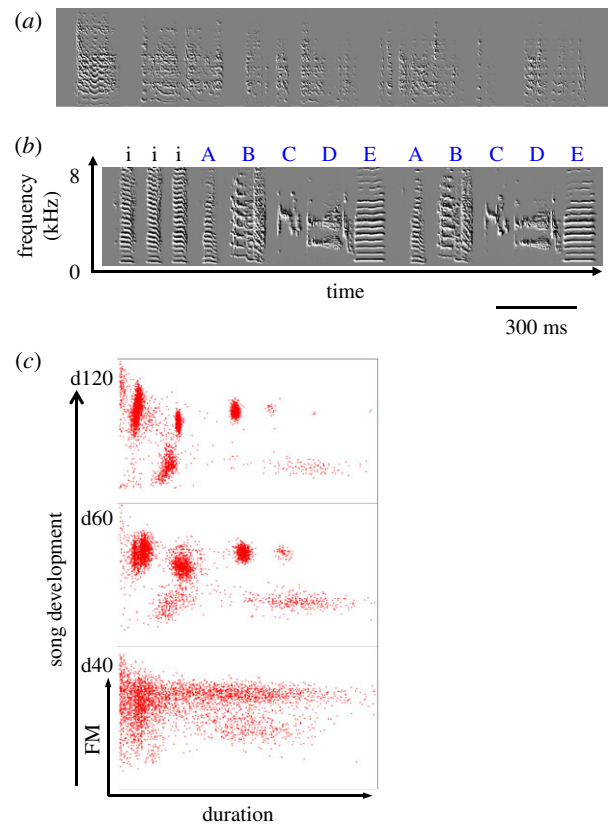 (a)
(b)
i i i A B C D E A B C D E
8
frequency
(kHz)
0
time
300 ms
(c)
d120
d60
d40
song development
FM
duration